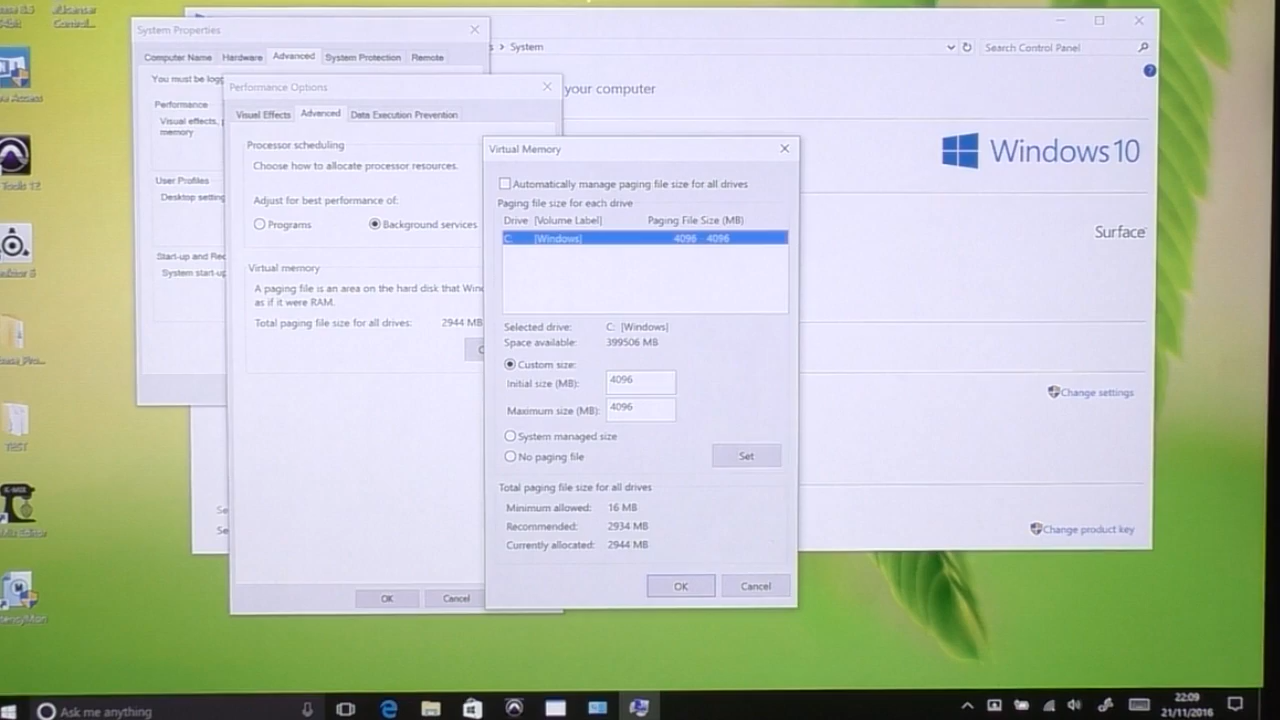 Control...
System Properties
Computer Name
Hardware
Advanced
System Protection
Remote
You must be logg
Performance
Visual effects,
memory
User Profiles
Desktop setting
Start-up and Rec
System start-up
Performance Options
Visual Effects
Advanced
Data Execution Prevention
Processor scheduling
Choose how to allocate processor resources.
Adjust for best performance of:
Programs
Background services
Virtual memory
A paging file is an area on the hard disk that Wind
as if it were RAM.
Total paging file size for all drives:
2944 MB
OK
Cancel
Virtual Memory
Automatically manage paging file size for all drives
Paging file size for each drive
Drive [Volume Label]
Paging File Size (MB)
C: [Windows]
4096 - 4096
Selected drive:
C: [Windows]
Space available:
399506 MB
Custom size:
Initial size (MB):
4096
Maximum size (MB):
4096
System managed size
No paging file
Set
Total paging file size for all drives
Minimum allowed:
16 MB
Recommended:
2934 MB
Currently allocated:
2944 MB
OK
Cancel
System
Search Control Panel
your computer
Windows 10
Surface
Change settings
Change product key
Se
Se
Tools 12
TEST
Ask me anything
22:09
21/11/2016